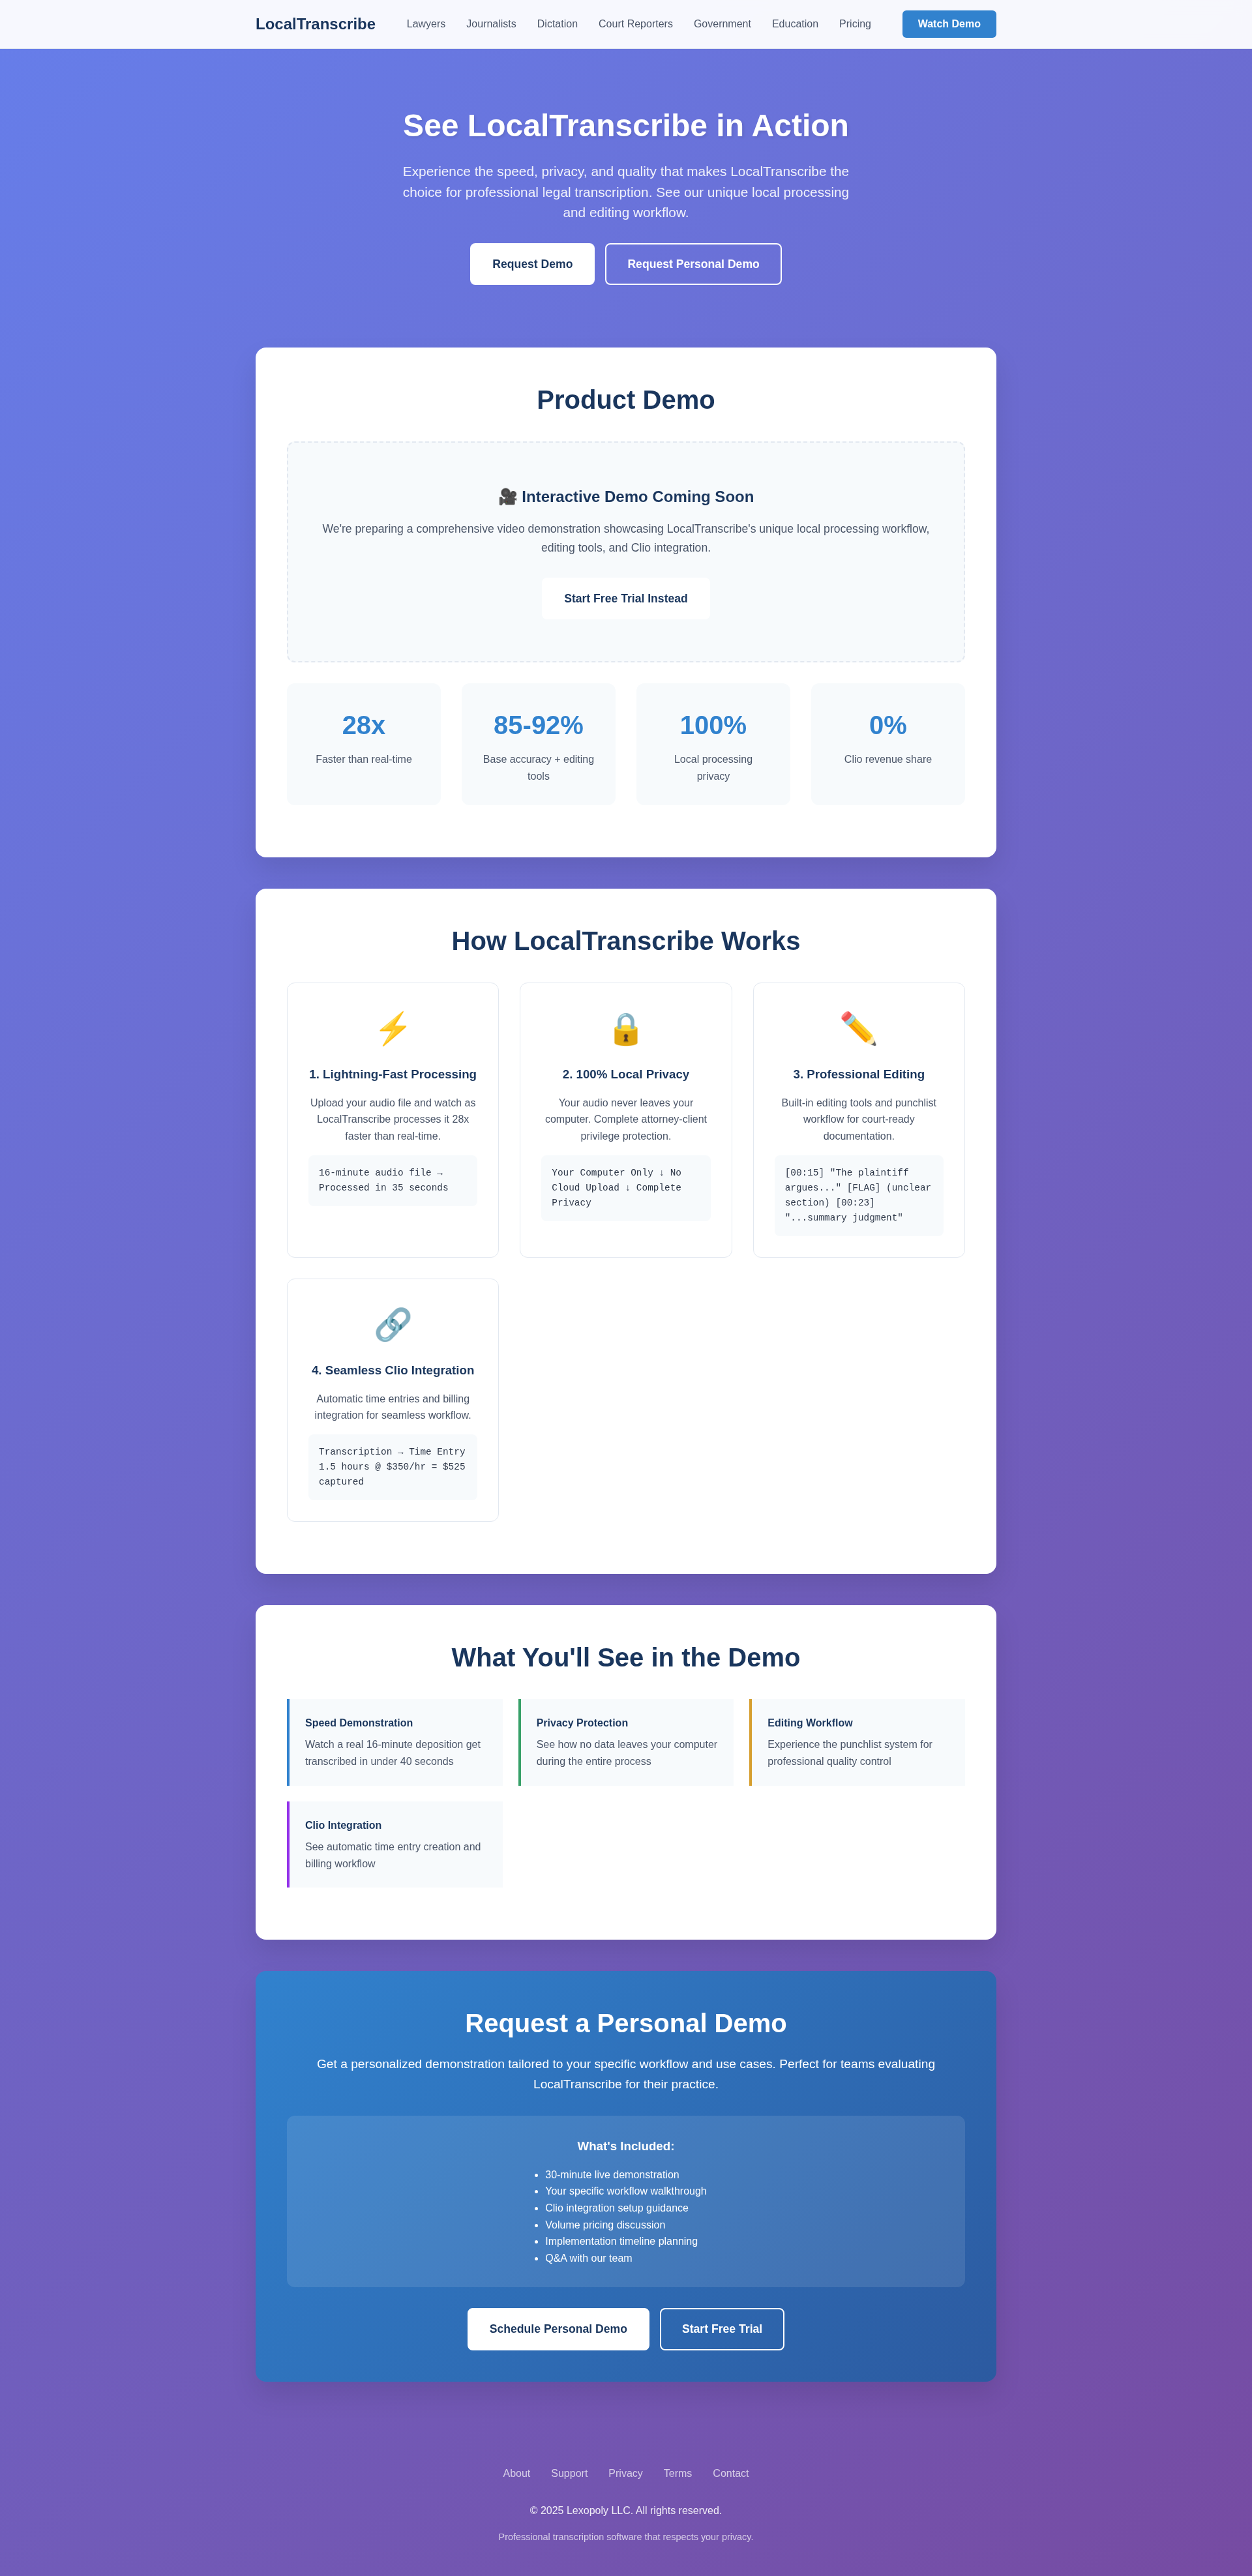 LocalTranscribe
Lawyers
Journalists
Dictation
Court Reporters
Government
Education
Pricing
Watch Demo
See LocalTranscribe in Action
Experience the speed, privacy, and quality that makes LocalTranscribe the
choice for professional legal transcription. See our unique local processing
and editing workflow.
Request Demo
Request Personal Demo
Product Demo
🎥 Interactive Demo Coming Soon
We're preparing a comprehensive video demonstration showcasing LocalTranscribe's unique local processing workflow,
editing tools, and Clio integration.
Start Free Trial Instead
28x
Faster than real-time
85-92%
Base accuracy + editing
tools
100%
Local processing
privacy
0%
Clio revenue share
How LocalTranscribe Works
1. Lightning-Fast Processing
Upload your audio file and watch as
LocalTranscribe processes it 28x
faster than real-time.
16-minute audio file →
Processed in 35 seconds
2. 100% Local Privacy
Your audio never leaves your
computer. Complete attorney-client
privilege protection.
Your Computer Only ↓ No
Cloud Upload ↓ Complete
Privacy
3. Professional Editing
Built-in editing tools and punchlist
workflow for court-ready
documentation.
[00:15] "The plaintiff
argues..." [FLAG] (unclear
section) [00:23]
"...summary judgment"
4. Seamless Clio Integration
Automatic time entries and billing
integration for seamless workflow.
Transcription → Time Entry
1.5 hours @ $350/hr = $525
captured
What You'll See in the Demo
Speed Demonstration
Watch a real 16-minute deposition get
transcribed in under 40 seconds
Privacy Protection
See how no data leaves your computer
during the entire process
Editing Workflow
Experience the punchlist system for
professional quality control
Clio Integration
See automatic time entry creation and
billing workflow
Request a Personal Demo
Get a personalized demonstration tailored to your specific workflow and use cases. Perfect for teams evaluating
LocalTranscribe for their practice.
What's Included:
• 30-minute live demonstration
• Your specific workflow walkthrough
• Clio integration setup guidance
• Volume pricing discussion
• Implementation timeline planning
• Q&A with our team
Schedule Personal Demo
Start Free Trial
About
Support
Privacy
Terms
Contact
© 2025 Lexopoly LLC. All rights reserved.
Professional transcription software that respects your privacy.